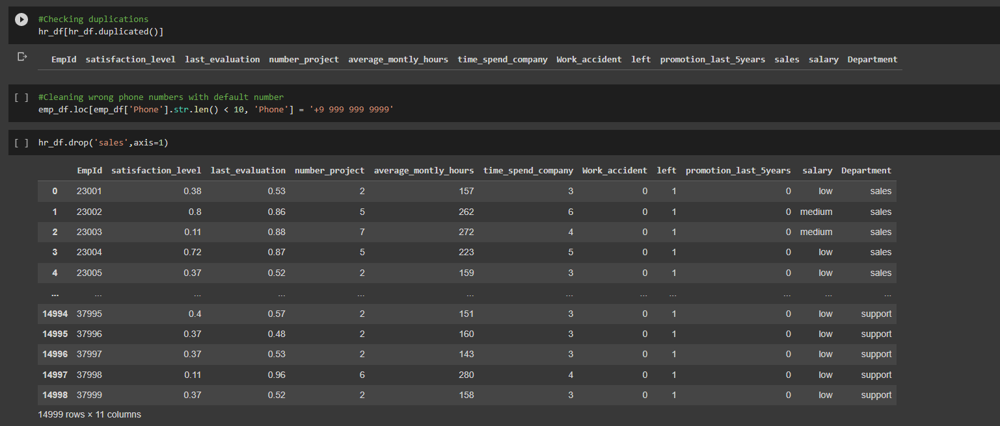 #Checking duplications
hr_df[hr_df.duplicated()]
EmpId satisfaction_level last_evaluation number_project average_montly_hours time_spend_company Work_accident left promotion_last_5years sales salary Department
[ ] #Cleaning wrong phone numbers with default number
emp_df.loc[emp_df['Phone'].str.len() < 10, 'Phone'] = '+9 999 999 9999'
[ ] hr_df.drop('sales',axis=1)
EmpId satisfaction_level last_evaluation number_project average_montly_hours time_spend_company Work_accident left promotion_last_5years salary Department
0 23001 0.38 0.53 2 157 3 0 1 0 low sales
1 23002 0.8 0.86 5 262 6 0 1 0 medium sales
2 23003 0.11 0.88 7 272 4 0 1 0 medium sales
3 23004 0.72 0.87 5 223 5 0 1 0 low sales
4 23005 0.37 0.52 2 159 3 0 1 0 low sales
... ... ... ... ... ... ... ... ... ... ... ...
14994 37995 0.4 0.57 2 151 3 0 1 0 low support
14995 37996 0.37 0.48 2 160 3 0 1 0 low support
14996 37997 0.37 0.53 2 143 3 0 1 0 low support
14997 37998 0.11 0.96 6 280 4 0 1 0 low support
14998 37999 0.37 0.52 2 158 3 0 1 0 low support
14999 rows × 11 columns